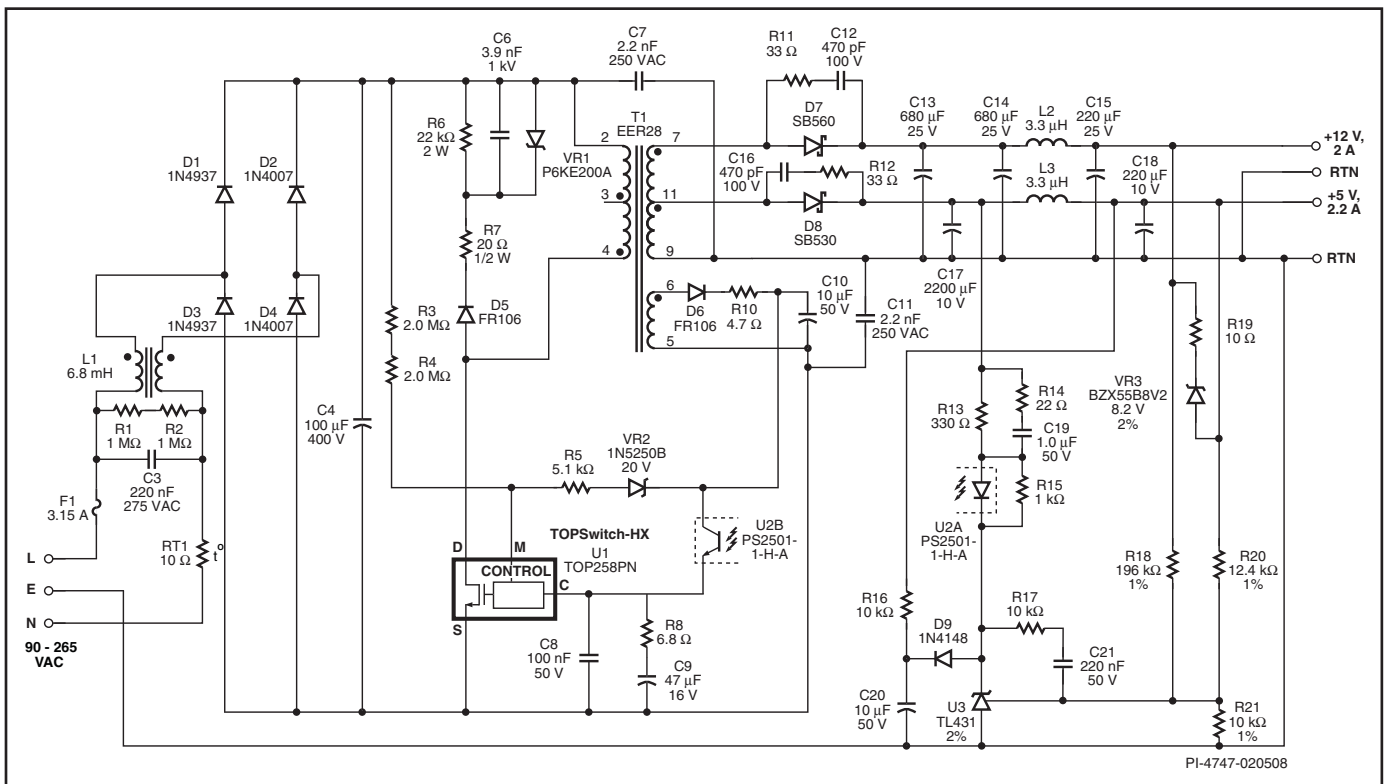 C6
3.9 nF
1 kV
C7
2.2 nF
250 VAC
R11
33 Ω
C12
470 pF
100 V
D7
SB560
C13
680 µF
25 V
C14
680 µF
25 V
L2
3.3 µH
C15
220 µF
25 V
+12 V,
2 A
RTN
+5 V,
2.2 A
RTN
R6
22 kΩ
2 W
VR1
P6KE200A
T1
EER28
2
3
4
7
11
9
6
5
C16
470 pF
100 V
R12
33 Ω
D8
SB530
L3
3.3 µH
C18
220 µF
10 V
D1
1N4937
D2
1N4007
D3
1N4937
D4
1N4007
R7
20 Ω
1/2 W
D5
FR106
R3
2.0 MΩ
R4
2.0 MΩ
D6
FR106
R10
4.7 Ω
C10
10 µF
50 V
C11
2.2 nF
250 VAC
C17
2200 µF
10 V
L1
6.8 mH
R1
1 MΩ
R2
1 MΩ
C3
220 nF
275 VAC
F1
3.15 A
RT1
10 Ω
t°
L
E
N
90 - 265
VAC
C4
100 µF
400 V
R5
5.1 kΩ
VR2
1N5250B
20 V
R13
330 Ω
R14
22 Ω
C19
1.0 µF
50 V
R15
1 kΩ
R19
10 Ω
VR3
BZX55B8V2
8.2 V
2%
TOPSwitch-HX
U1
TOP258PN
D
M
CONTROL
C
S
U2B
PS2501-
1-H-A
U2A
PS2501-
1-H-A
R8
6.8 Ω
C8
100 nF
50 V
C9
47 µF
16 V
R16
10 kΩ
R17
10 kΩ
D9
1N4148
C21
220 nF
50 V
R18
196 kΩ
1%
R20
12.4 kΩ
1%
C20
10 µF
50 V
U3
TL431
2%
R21
10 kΩ
1%
PI-4747-020508